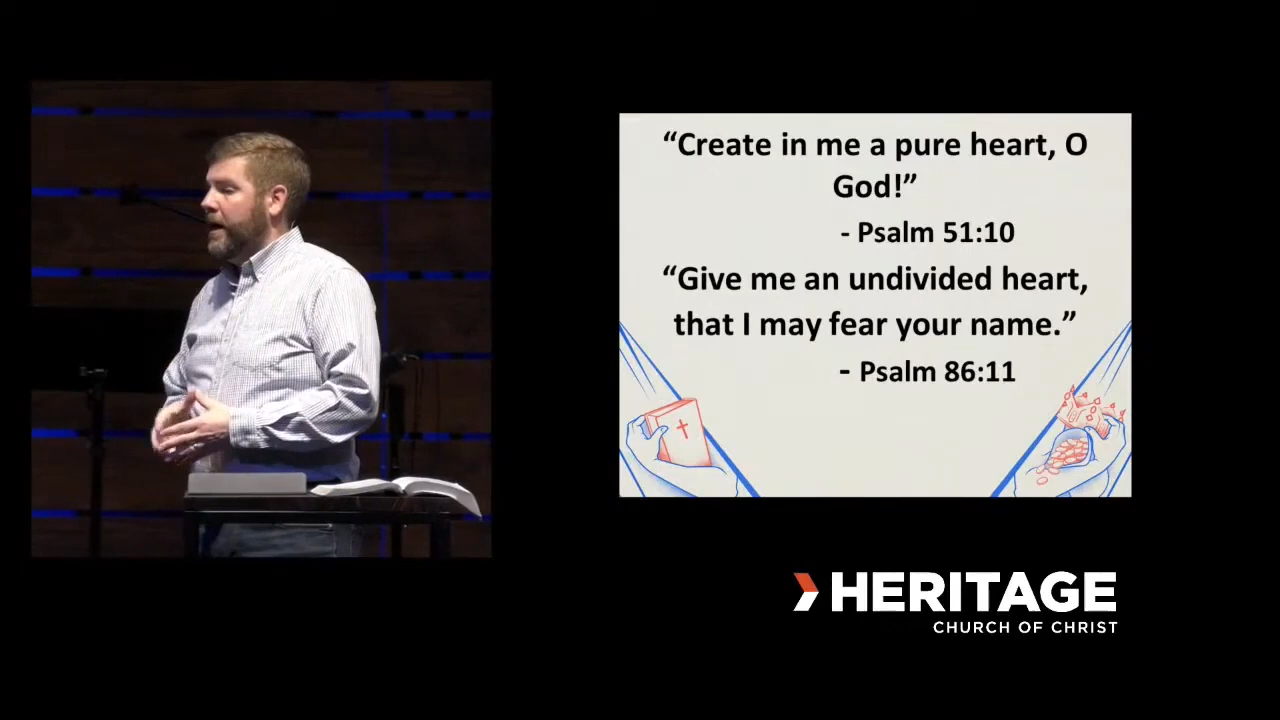 “Create in me a pure heart, O
God!”
- Psalm 51:10
“Give me an undivided heart,
that I may fear your name.”
- Psalm 86:11
HERITAGE
CHURCH OF CHRIST